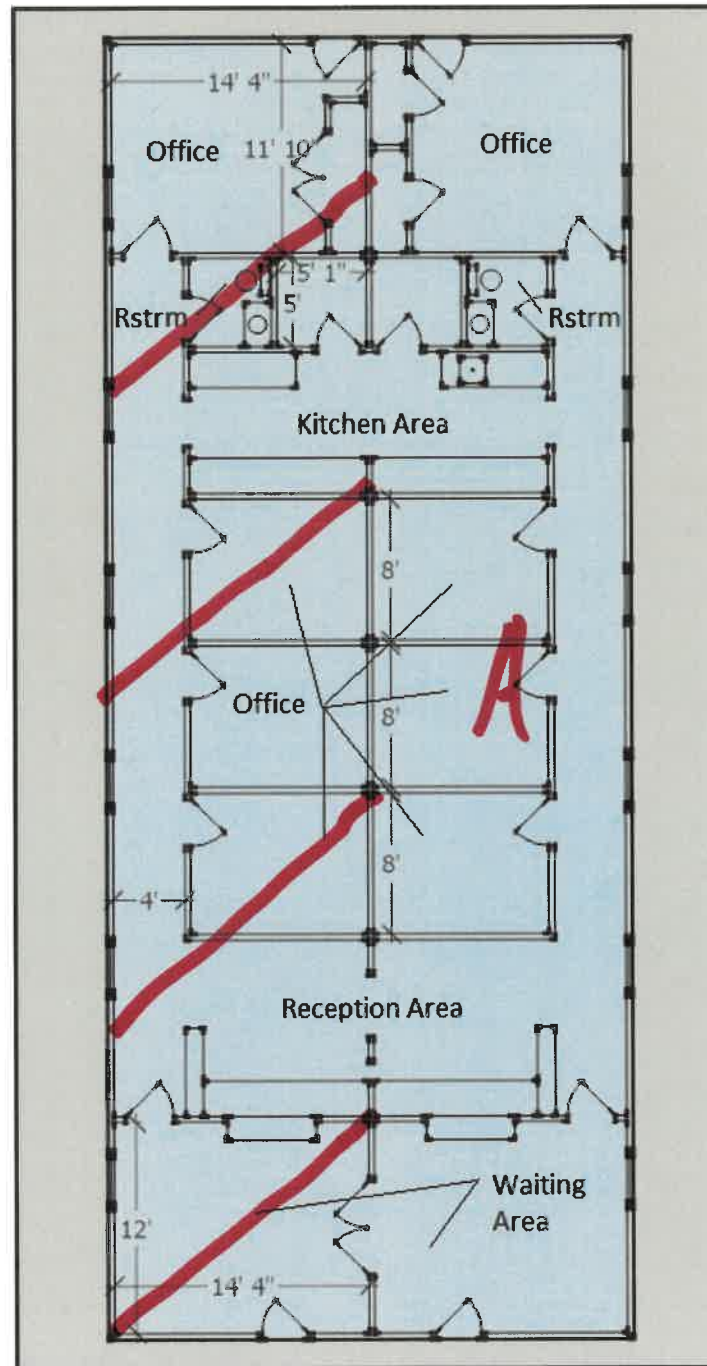 14' 4"
Office
11' 10"
Office
5' 1"
5'
Rstrm
Rstrm
Kitchen Area
8'
A
Office
8'
8'
4'
Reception Area
Waiting
Area
12'
14' 4"